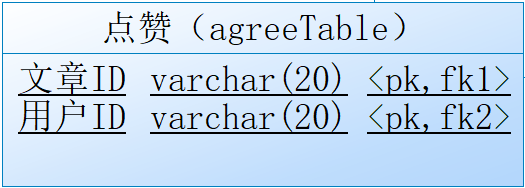 点赞（agreeTable）
文章ID varchar(20) <pk,fk1>
用户ID varchar(20) <pk,fk2>